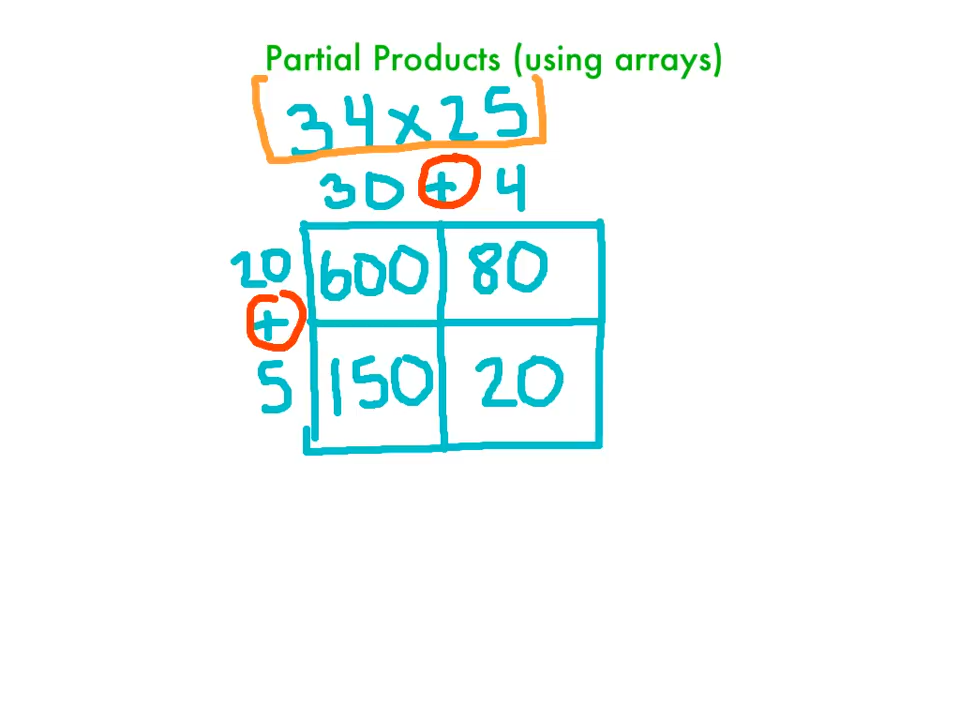 Partial Products (using arrays)
34x25
30 + 4
20 600 80
+
5 150 20